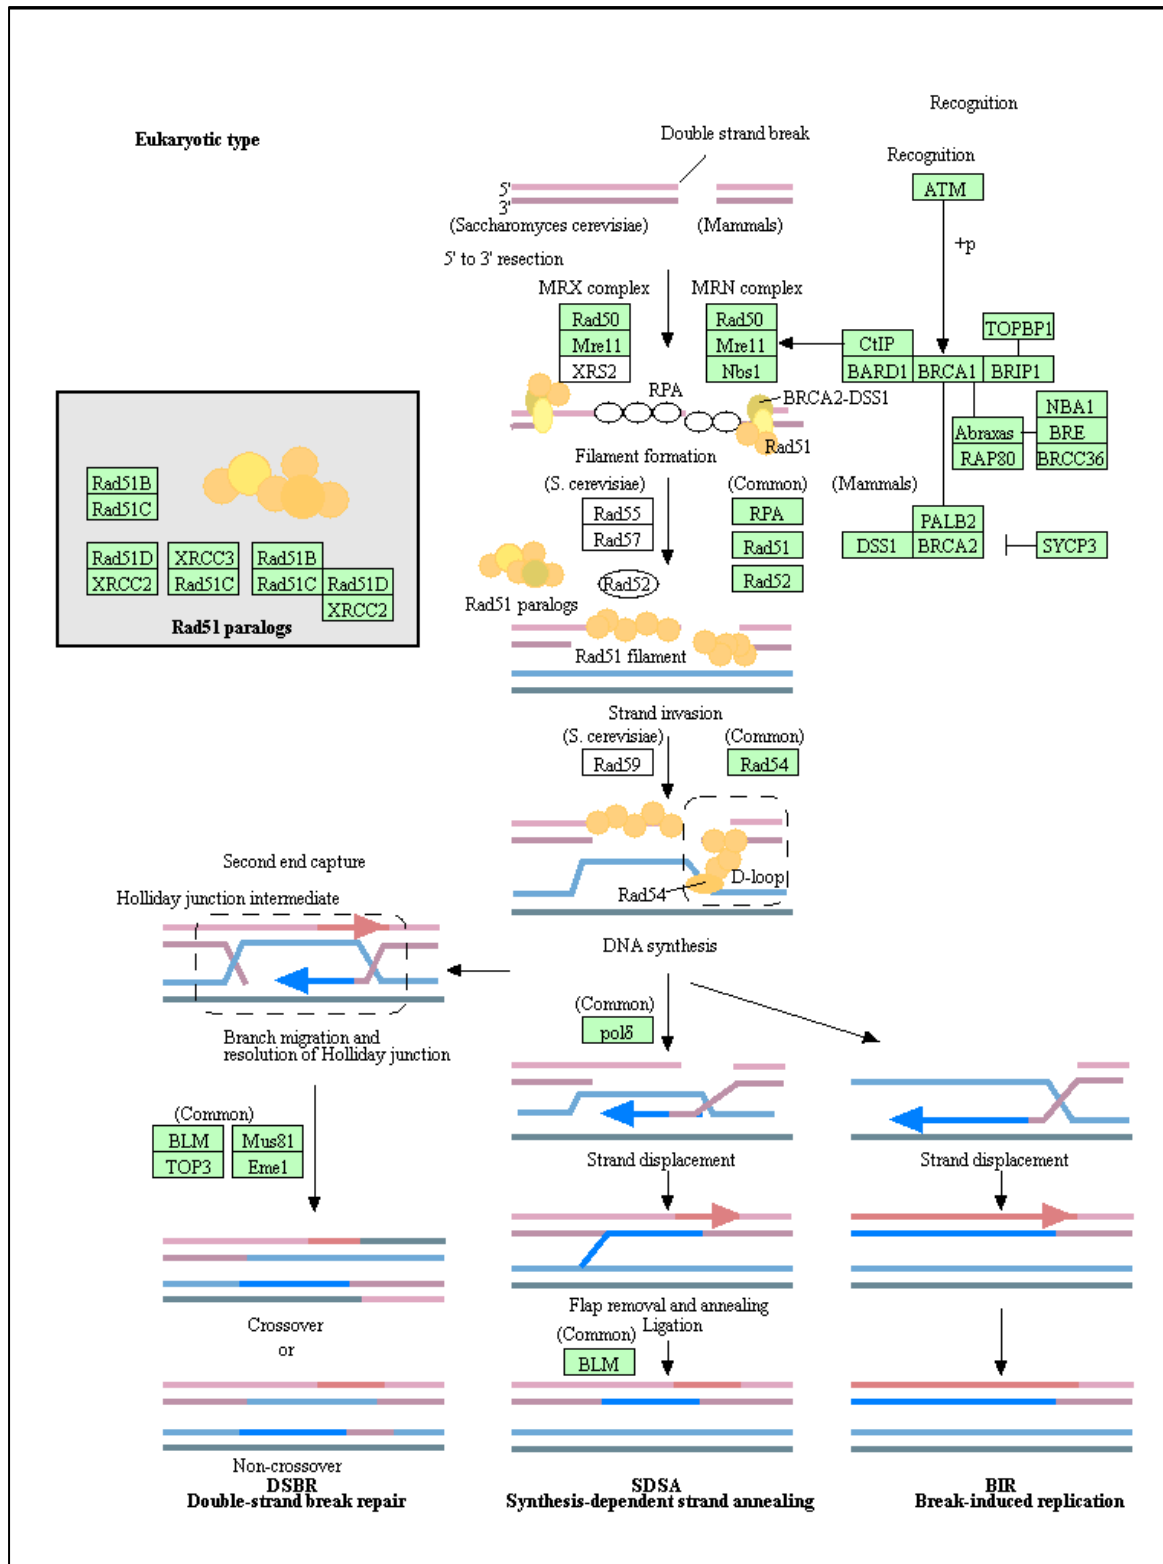 Recognition
Eukaryotic type
Double strand break
Recognition
5'
3'
ATM
(Saccharomyces cerevisiae)
(Mammals)
+p
5' to 3' resection
MRX complex
MRN complex
Rad50
Mre11
XRS2
Rad50
Mre11
Nbs1
TOPBP1
CtIP
BARD1
BRCA1
BRIP1
RPA
BRCA2-DSS1
Rad51
NBA1
Abraxas
BRE
RAP80
BRCC36
Filament formation
(S. cerevisiae)
(Common)
(Mammals)
Rad55
Rad57
RPA
Rad51
Rad52
Rad52
PALB2
DSS1
BRCA2
SYCP3
Rad51B
Rad51C
Rad51D
XRCC2
XRCC3
Rad51C
Rad51B
Rad51C
Rad51D
XRCC2
Rad51 paralogs
Rad51 paralogs
Rad51 filament
Strand invasion
(S. cerevisiae)
(Common)
Rad59
Rad54
Rad54
D-loop
Second end capture
Holliday junction intermediate
DNA synthesis
(Common)
polδ
Branch migration and
resolution of Holliday junction
(Common)
BLM
TOP3
Mus81
Eme1
Strand displacement
Strand displacement
Flap removal and annealing
Ligation
(Common)
BLM
Crossover
or
Non-crossover
DSBR
Double-strand break repair
SDSA
Synthesis-dependent strand annealing
BIR
Break-induced replication